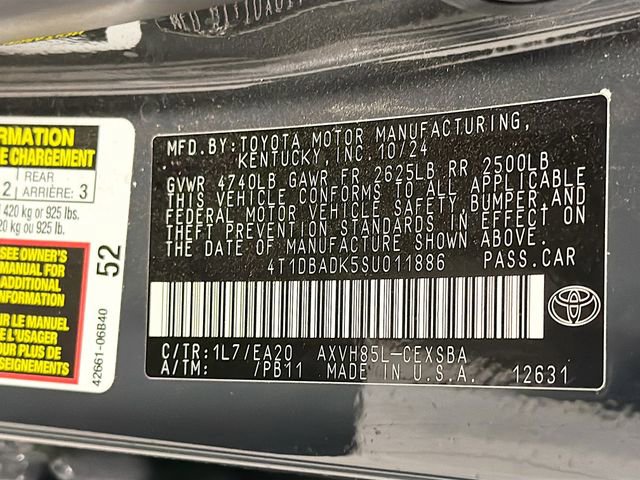 MFD.BY:TOYOTA MOTOR MANUFACTURING,
KENTUCKY, INC. 10/24
GVWR 4740LB GAWR FR 2625LB RR 2500LB
THIS VEHICLE CONFORMS TO ALL APPLICABLE
FEDERAL MOTOR VEHICLE SAFETY, BUMPER,AND
THEFT PREVENTION STANDARDS IN EFFECT ON
THE DATE OF MANUFACTURE SHOWN ABOVE.
4T1DBADK5SU011886 PASS.CAR
C/TR:1L7/EA20 AXVH85L-CEXSBA
A/TM: /PB11 MADE IN U.S.A. 12631
RMATION
E CHARGEMENT
REAR
2 ARRIÈRE: 3
420 kg or 925 lbs.
20 kg ou 925 lb.
SEE OWNER'S
MANUAL FOR
ADDITIONAL
INFORMATION
IR LE MANUEL
E L'USAGER
OUR PLUS DE
SEIGNEMENTS
52
42661-06B40